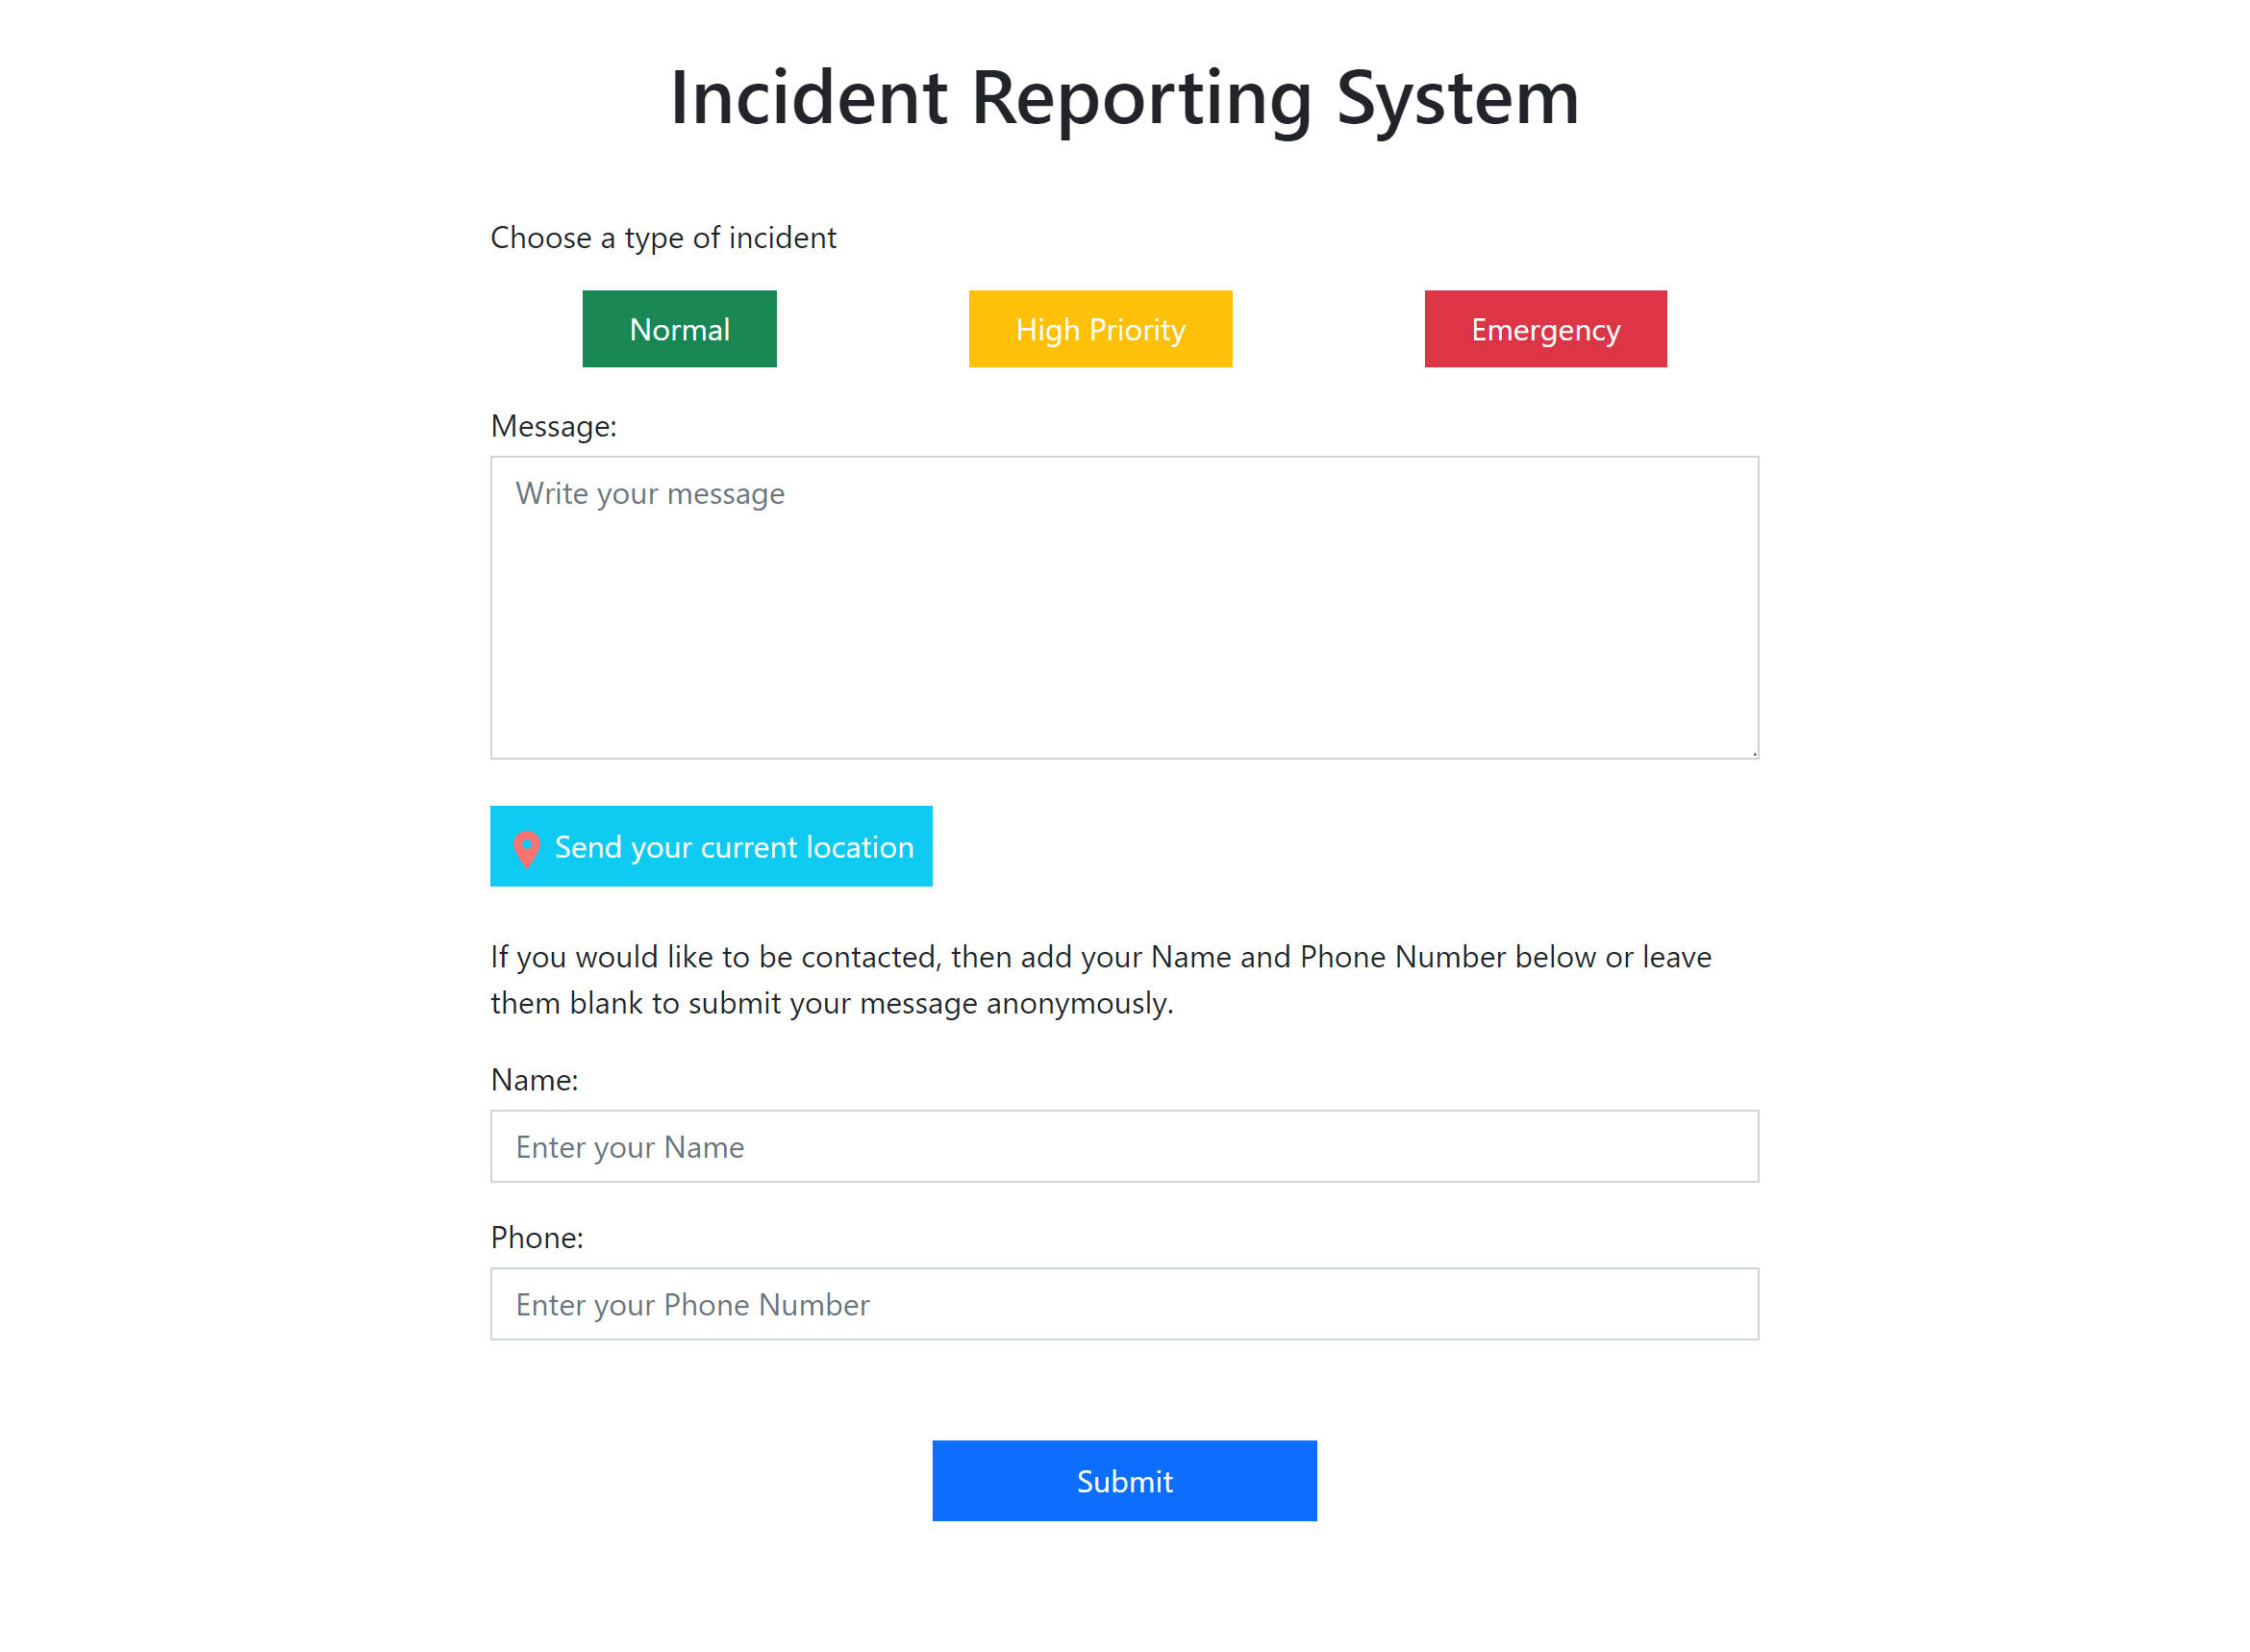 Incident Reporting System
Choose a type of incident
Normal
High Priority
Emergency
Message:
Write your message
Send your current location
If you would like to be contacted, then add your Name and Phone Number below or leave
them blank to submit your message anonymously.
Name:
Enter your Name
Phone:
Enter your Phone Number
Submit